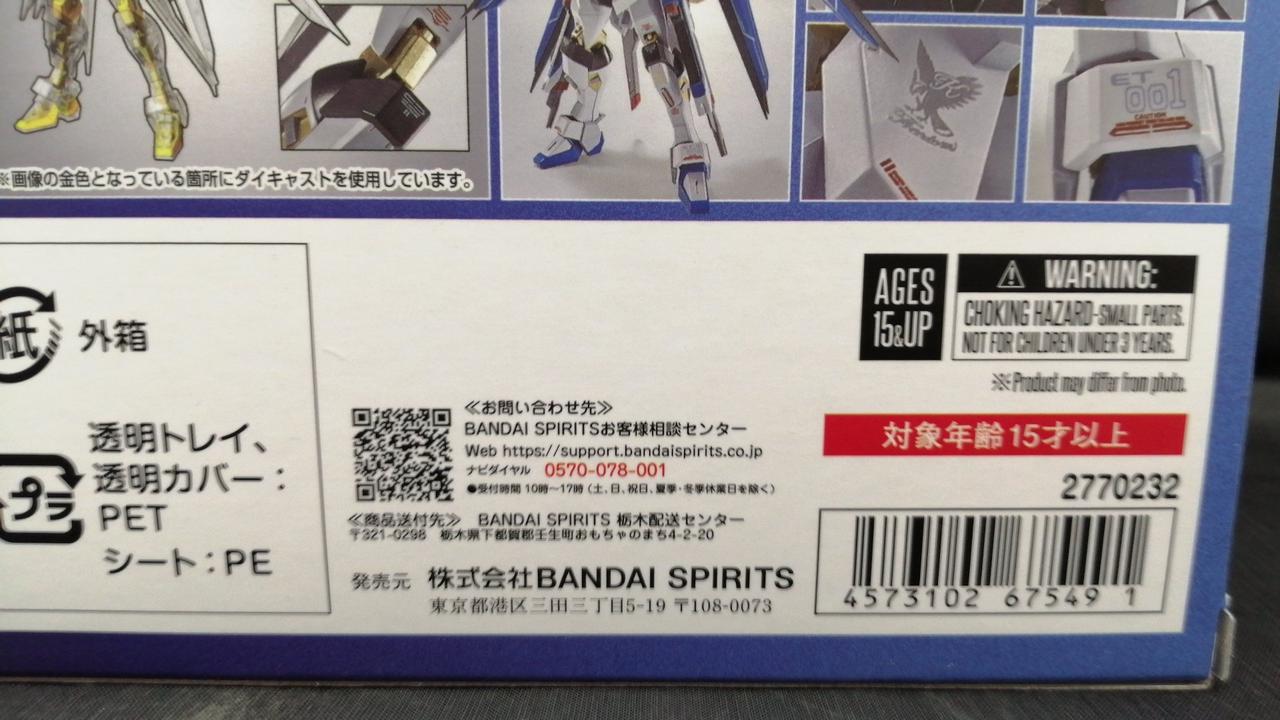 ET
001
CAUTION
Freedom
※画像の金色となっている箇所にダイキャストを使用しています。
紙 外箱
プラ
透明トレイ、
透明カバー：
PET
シート：PE
≪お問い合わせ先≫
BANDAI SPIRITSお客様相談センター
Web https://support.bandaispirits.co.jp
ナビダイヤル 0570-078-001
●受付時間 10時〜17時（土、日、祝日、夏季・冬季休業日を除く）
≪商品送付先≫ BANDAI SPIRITS 栃木配送センター
〒321-0298 栃木県下都賀郡壬生町おもちゃのまち4-2-20
発売元 株式会社BANDAI SPIRITS
東京都港区三田三丁目5-19 〒108-0073
AGES
15&UP
WARNING:
CHOKING HAZARD-SMALL PARTS.
NOT FOR CHILDREN UNDER 3 YEARS.
※Product may differ from photo.
対象年齢15才以上
2770232
4573102 67549 1